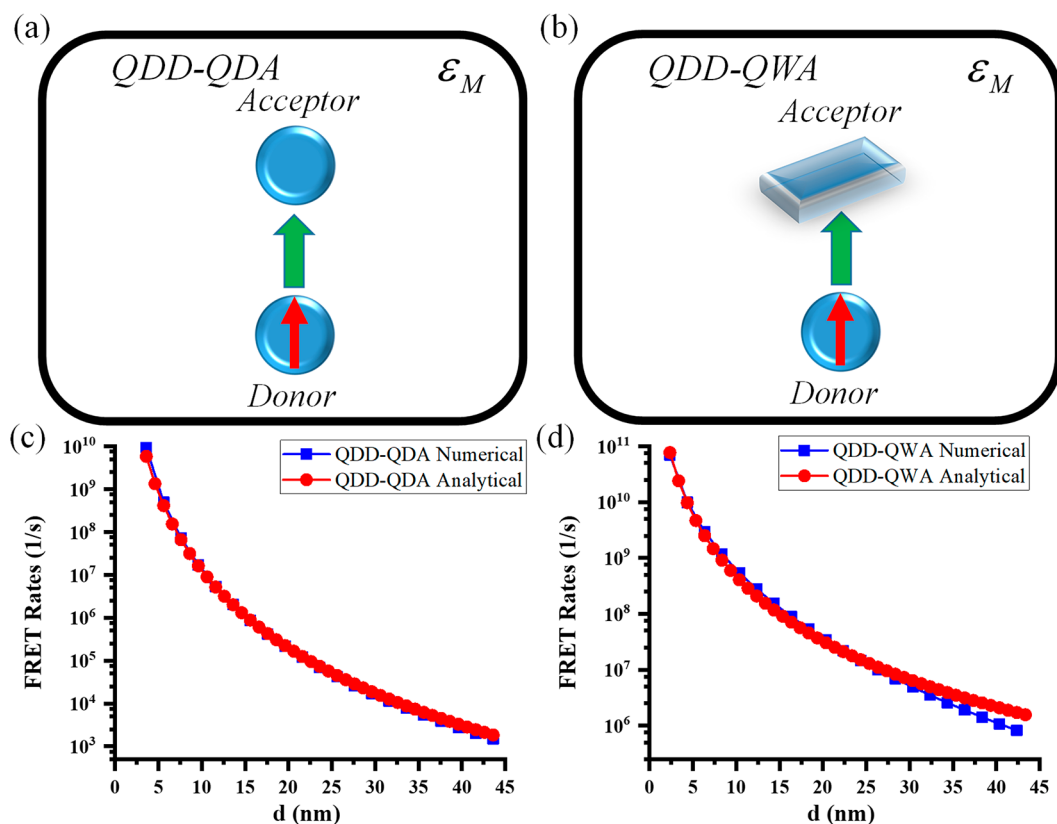 (a)
QDD-QDA
ε_M
Acceptor
Donor
(b)
QDD-QWA
ε_M
Acceptor
Donor
(c)
10^10
10^9
10^8
10^7
10^6
10^5
10^4
10^3
FRET Rates (1/s)
QDD-QDA Numerical
QDD-QDA Analytical
0 5 10 15 20 25 30 35 40 45
d (nm)
(d)
10^11
10^10
10^9
10^8
10^7
10^6
FRET Rates (1/s)
QDD-QWA Numerical
QDD-QWA Analytical
0 5 10 15 20 25 30 35 40 45
d (nm)